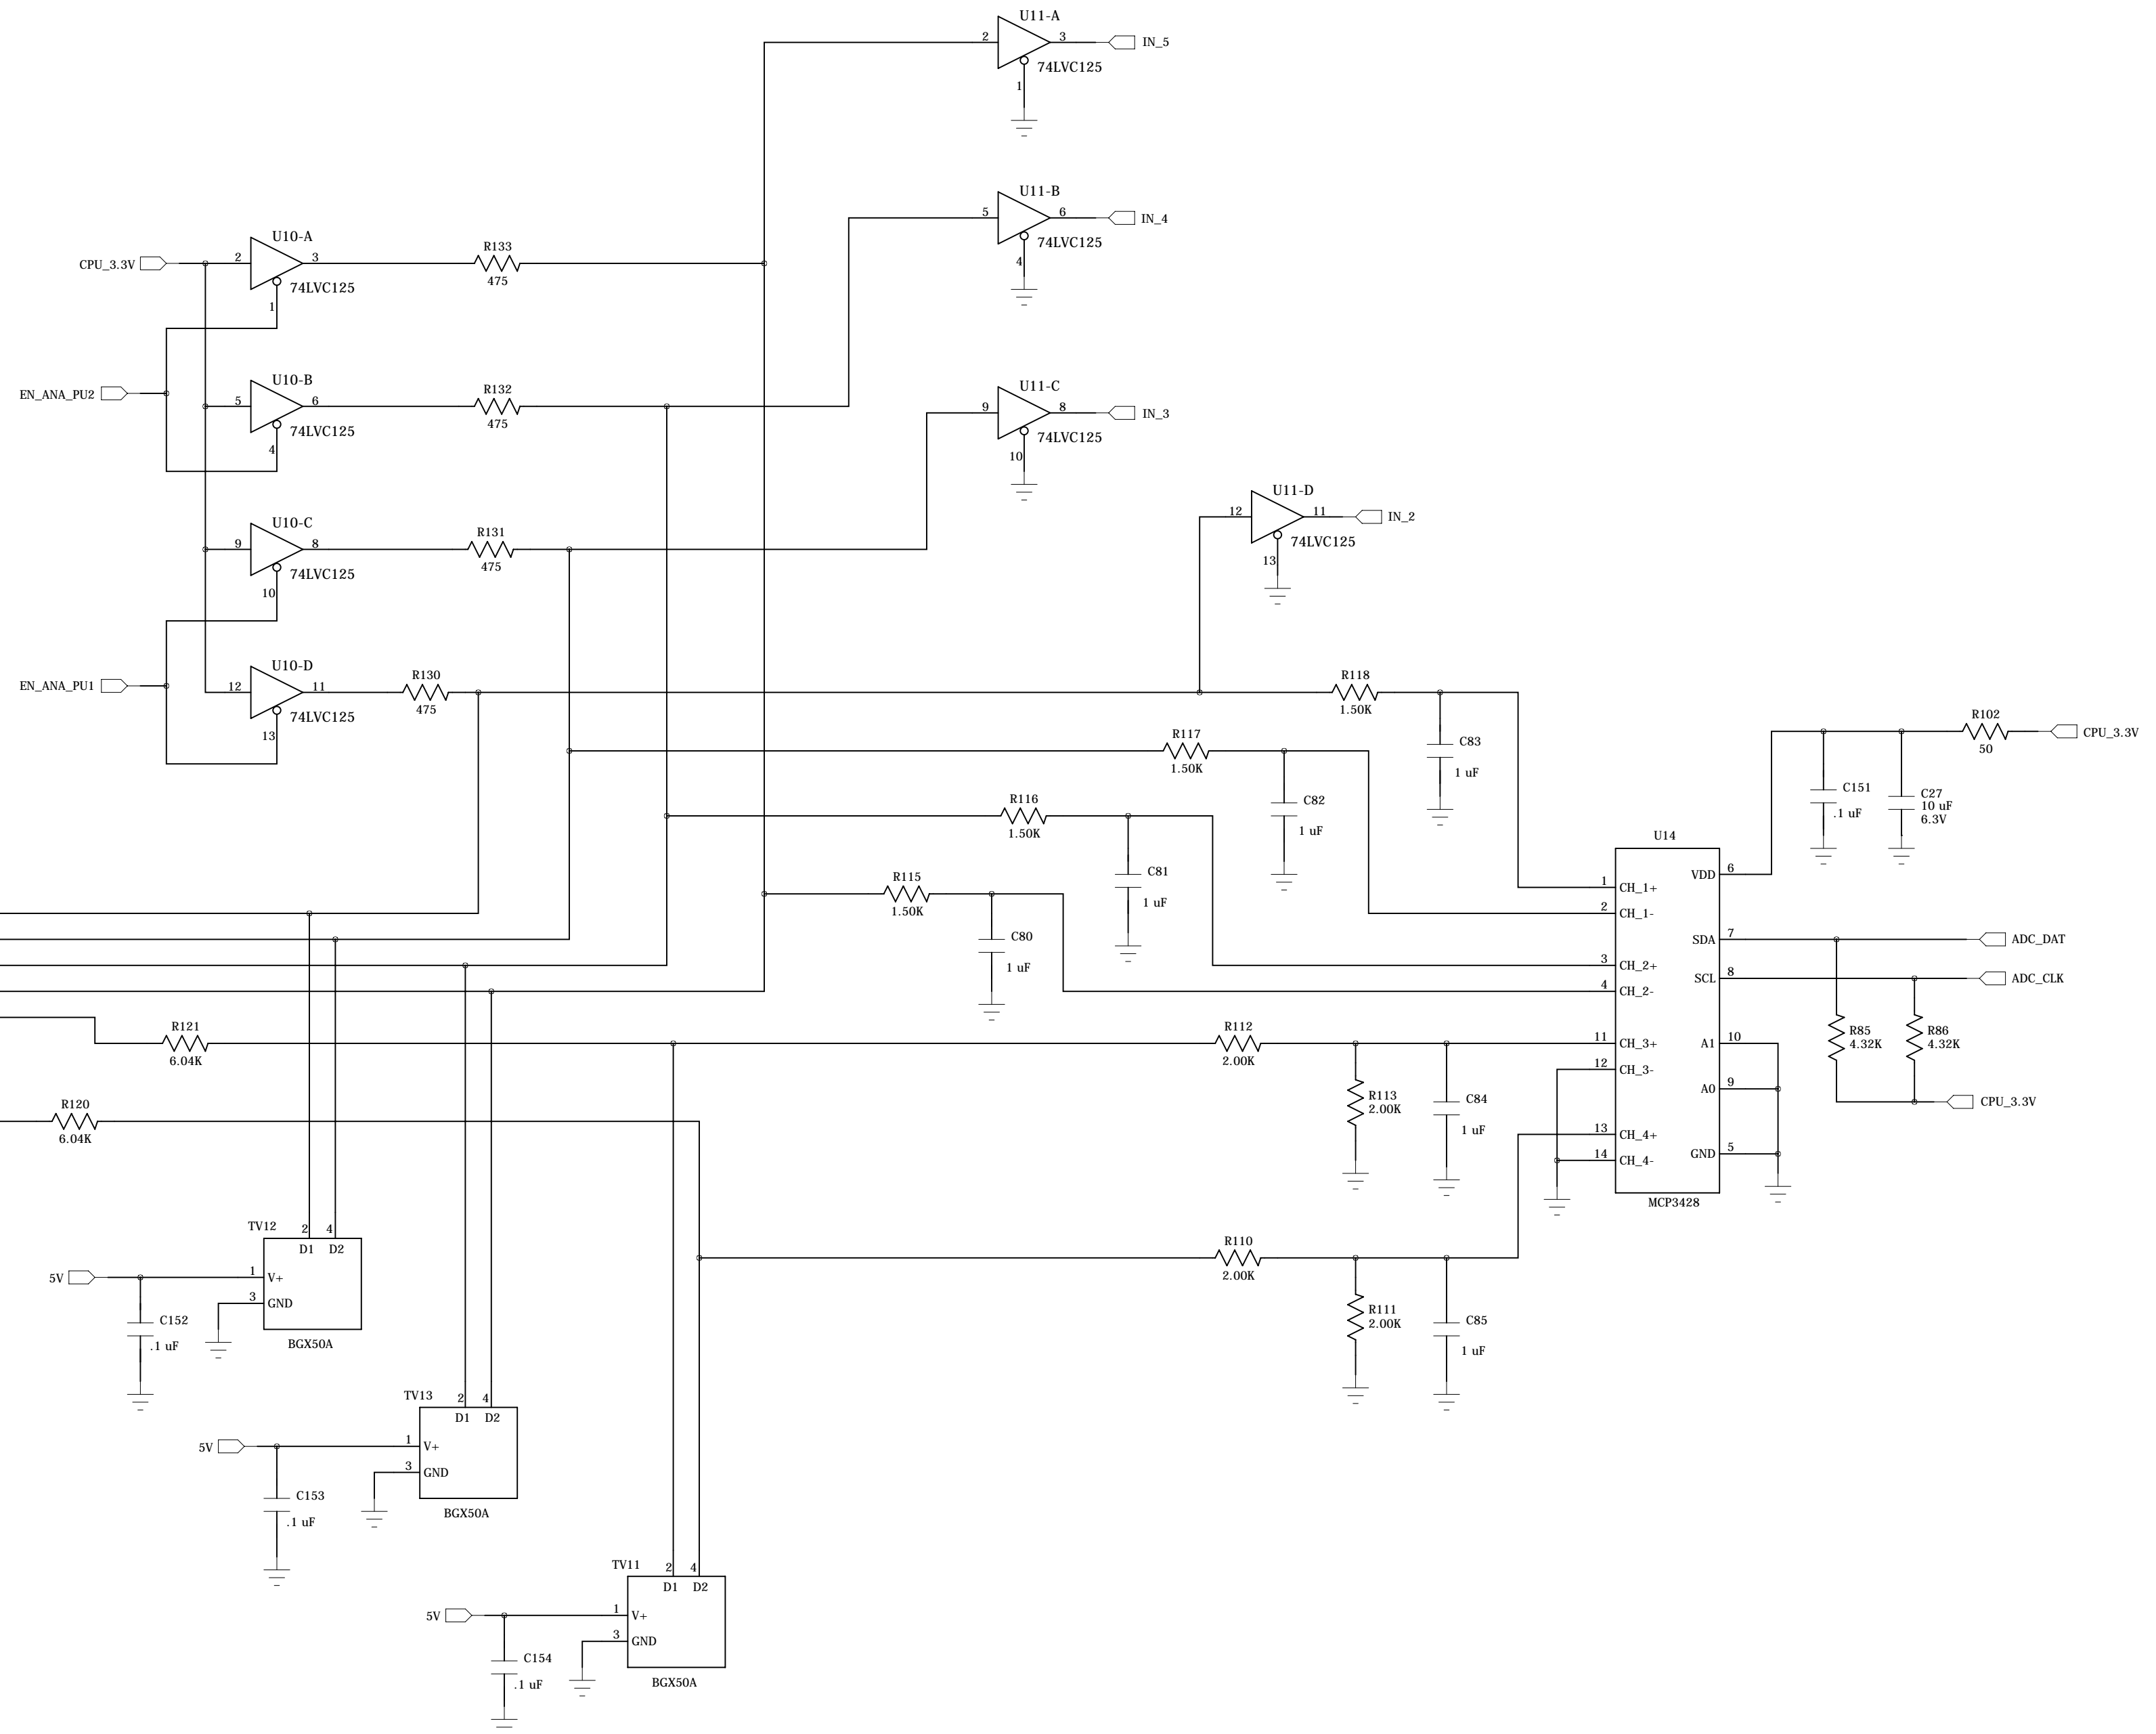 U11-A
2
3
IN_5
74LVC125
1
U11-B
5
6
IN_4
74LVC125
4
U10-A
CPU_3.3V
2
3
74LVC125
1
R133
475
EN_ANA_PU2
U10-B
5
6
74LVC125
4
R132
475
U11-C
9
8
IN_3
74LVC125
10
U10-C
9
8
74LVC125
10
R131
475
U11-D
12
11
IN_2
74LVC125
13
EN_ANA_PU1
U10-D
12
11
74LVC125
13
R130
475
R118
1.50K
C83
1 uF
R117
1.50K
C82
1 uF
R116
1.50K
C81
1 uF
R115
1.50K
C80
1 uF
R102
50
CPU_3.3V
C151
.1 uF
C27
10 uF
6.3V
U14
1
CH_1+
2
CH_1-
3
CH_2+
4
CH_2-
11
CH_3+
12
CH_3-
13
CH_4+
14
CH_4-
VDD
6
SDA
7
SCL
8
A1
10
A0
9
GND
5
MCP3428
ADC_DAT
ADC_CLK
R85
4.32K
R86
4.32K
CPU_3.3V
R121
6.04K
R120
6.04K
R112
2.00K
R113
2.00K
C84
1 uF
R110
2.00K
R111
2.00K
C85
1 uF
TV12
2
4
D1
D2
5V
1
V+
3
GND
BGX50A
C152
.1 uF
TV13
2
4
D1
D2
5V
1
V+
3
GND
BGX50A
C153
.1 uF
TV11
2
4
D1
D2
5V
1
V+
3
GND
BGX50A
C154
.1 uF